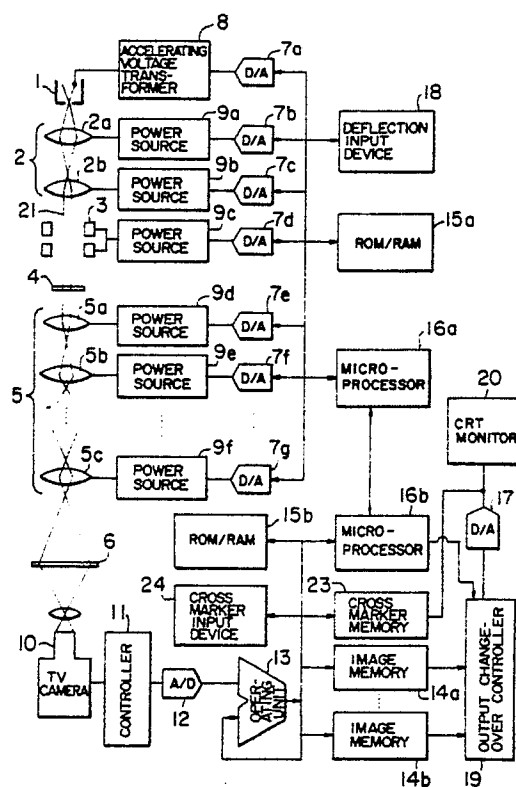 8
7a
1
ACCELERATING
VOLTAGE
TRANS-
FORMER
D/A
18
2a
9a
7b
2
POWER
SOURCE
D/A
DEFLECTION
INPUT
DEVICE
2b
9b
7c
POWER
SOURCE
D/A
21
3
9c
7d
15a
POWER
SOURCE
D/A
ROM/RAM
4
5a
9d
7e
POWER
SOURCE
D/A
16a
5
5b
9e
7f
POWER
SOURCE
D/A
MICRO-
PROCESSOR
20
CRT
MONITOR
5c
9f
7g
POWER
SOURCE
D/A
16b
17
15b
6
ROM/RAM
MICRO-
PROCESSOR
D/A
24
23
CROSS
MARKER
INPUT
DEVICE
CROSS
MARKER
MEMORY
10
11
13
TV
CAMERA
CONTROLLER
A/D
12
OPER-
ATING
UNIT
IMAGE
MEMORY
14a
IMAGE
MEMORY
14b
OUTPUT CHANGE-
OVER CONTROLLER
19